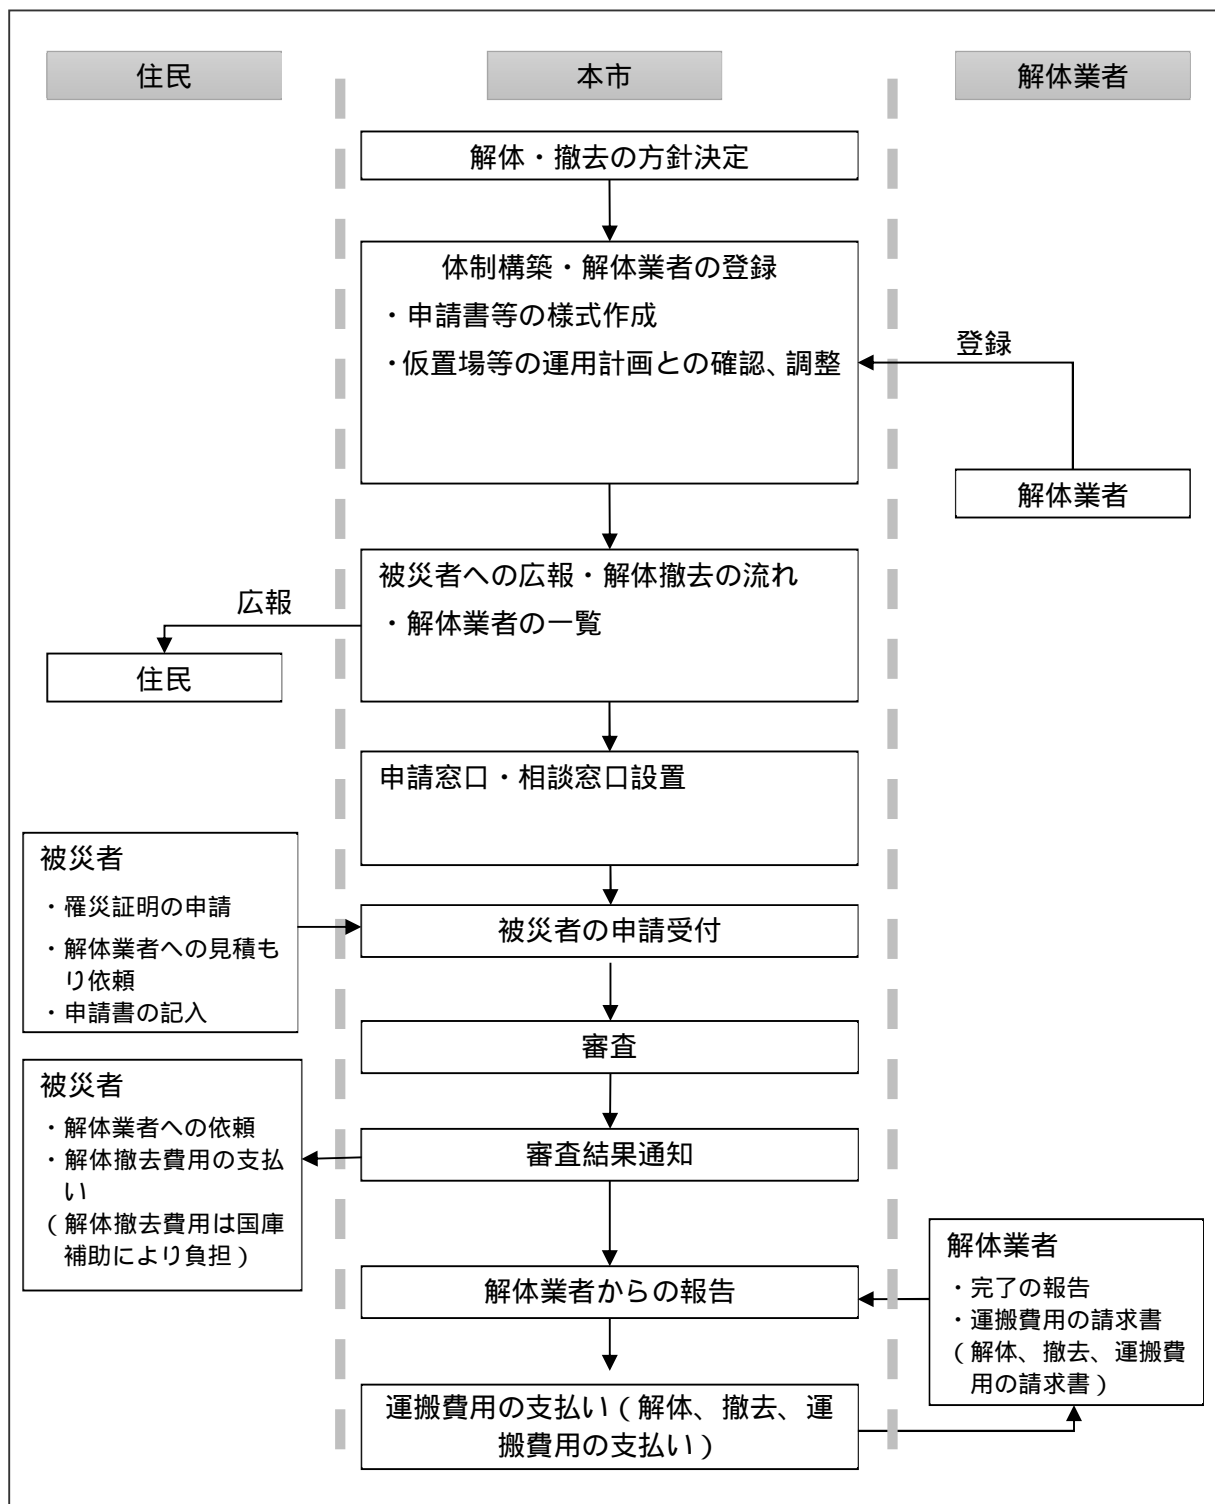 住民
本市
解体業者
解体・撤去の方針決定
体制構築・解体業者の登録
・申請書等の様式作成
・仮置場等の運用計画との確認、調整
登録
解体業者
被災者への広報・解体撤去の流れ
・解体業者の一覧
広報
住民
申請窓口・相談窓口設置
被災者
・罹災証明の申請
・解体業者への見積も
り依頼
・申請書の記入
被災者の申請受付
審査
被災者
・解体業者への依頼
・解体撤去費用の支払
い
(解体撤去費用は国庫
補助により負担)
審査結果通知
解体業者からの報告
解体業者
・完了の報告
・運搬費用の請求書
(解体、撤去、運搬費
用の請求書)
運搬費用の支払い(解体、撤去、運
搬費用の支払い)